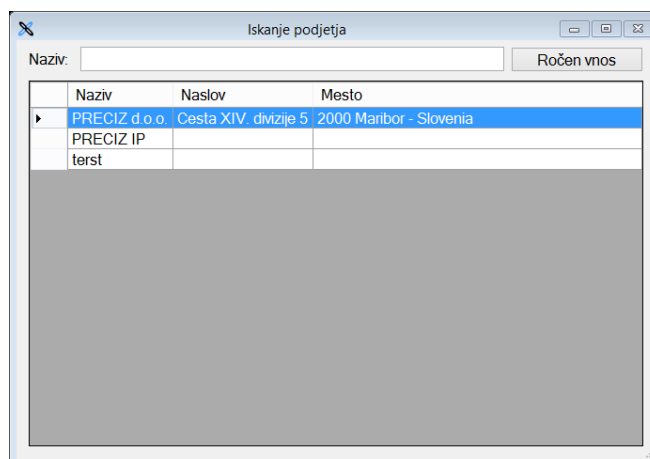 Iskanje podjetja
Naziv: Ročen vnos
Naziv Naslov Mesto
PRECIZ d.o.o. Cesta XIV. divizije 5 2000 Maribor - Slovenia
PRECIZ IP
terst